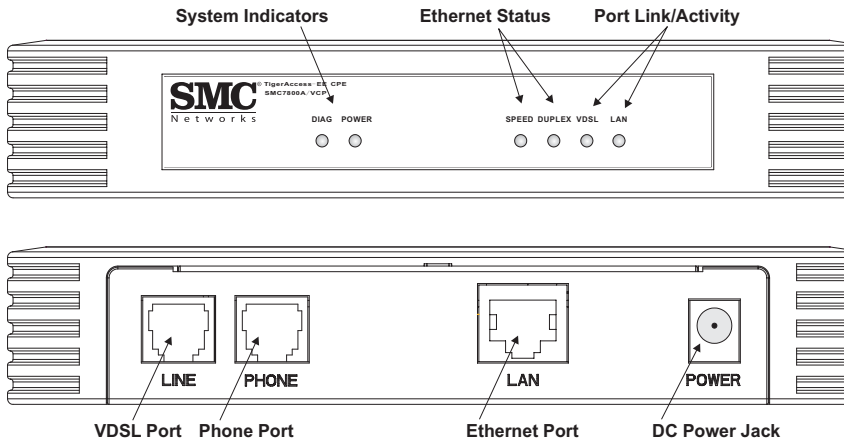 System Indicators Ethernet Status Port Link/Activity
SMC® TigerAccess EE CPE
SMC7800A/VCP
Networks
DIAG POWER SPEED DUPLEX VDSL LAN
LINE PHONE LAN POWER
VDSL Port Phone Port Ethernet Port DC Power Jack